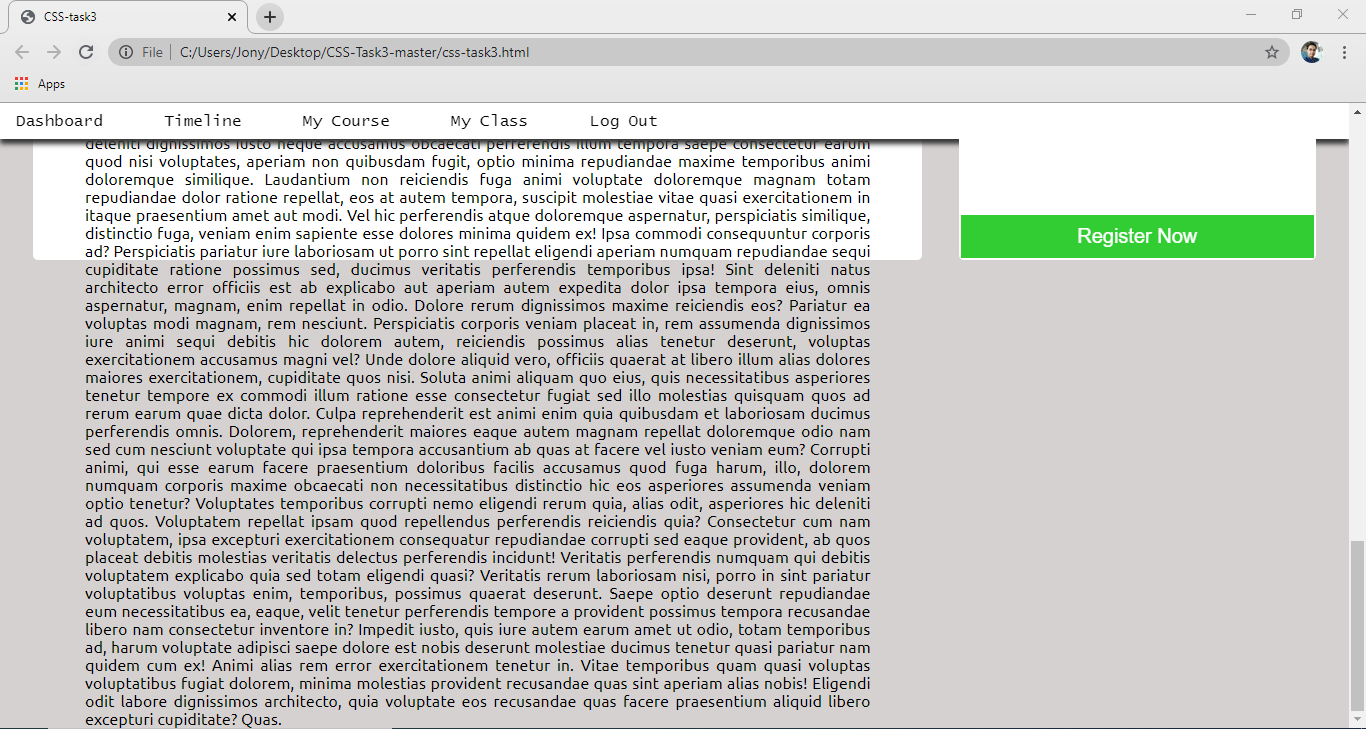 CSS-task3
File
C:/Users/Jony/Desktop/CSS-Task3-master/css-task3.html
Apps
Dashboard Timeline My Course My Class Log Out
deleniti dignissimos iusto neque accusamus obcaecati perferendis illum tempora saepe consectetur earum
quod nisi voluptates, aperiam non quibusdam fugit, optio minima repudiandae maxime temporibus animi
doloremque similique. Laudantium non reiciendis fuga animi voluptate doloremque magnam totam
repudiandae dolor ratione repellat, eos at autem tempora, suscipit molestiae vitae quasi exercitationem in
itaque praesentium amet aut modi. Vel hic perferendis atque doloremque aspernatur, perspiciatis similique,
distinctio fuga, veniam enim sapiente esse dolores minima quidem ex! Ipsa commodi consequuntur corporis
ad? Perspiciatis pariatur iure laboriosam ut porro sint repellat eligendi aperiam numquam repudiandae sequi
cupiditate ratione possimus sed, ducimus veritatis perferendis temporibus ipsa! Sint deleniti natus
architecto error officiis est ab explicabo aut aperiam autem expedita dolor ipsa tempora eius, omnis
aspernatur, magnam, enim repellat in odio. Dolore rerum dignissimos maxime reiciendis eos? Pariatur ea
voluptas modi magnam, rem nesciunt. Perspiciatis corporis veniam placeat in, rem assumenda dignissimos
iure animi sequi debitis hic dolorem autem, reiciendis possimus alias tenetur deserunt, voluptas
exercitationem accusamus magni vel? Unde dolore aliquid vero, officiis quaerat at libero illum alias dolores
maiores exercitationem, cupiditate quos nisi. Soluta animi aliquam quo eius, quis necessitatibus asperiores
tenetur tempore ex commodi illum ratione esse consectetur fugiat sed illo molestias quisquam quos ad
rerum earum quae dicta dolor. Culpa reprehenderit est animi enim quia quibusdam et laboriosam ducimus
perferendis omnis. Dolorem, reprehenderit maiores eaque autem magnam repellat doloremque odio nam
sed cum nesciunt voluptate qui ipsa tempora accusantium ab quas at facere vel iusto veniam eum? Corrupti
animi, qui esse earum facere praesentium doloribus facilis accusamus quod fuga harum, illo, dolorem
numquam corporis maxime obcaecati non necessitatibus distinctio hic eos asperiores assumenda veniam
optio tenetur? Voluptates temporibus corrupti nemo eligendi rerum quia, alias odit, asperiores hic deleniti
ad quos. Voluptatem repellat ipsam quod repellendus perferendis reiciendis quia? Consectetur cum nam
voluptatem, ipsa excepturi exercitationem consequatur repudiandae corrupti sed eaque provident, ab quos
placeat debitis molestias veritatis delectus perferendis incidunt! Veritatis perferendis numquam qui debitis
voluptatem explicabo quia sed totam eligendi quasi? Veritatis rerum laboriosam nisi, porro in sint pariatur
voluptatibus voluptas enim, temporibus, possimus quaerat deserunt. Saepe optio deserunt repudiandae
eum necessitatibus ea, eaque, velit tenetur perferendis tempore a provident possimus tempora recusandae
libero nam consectetur inventore in? Impedit iusto, quis iure autem earum amet ut odio, totam temporibus
ad, harum voluptate adipisci saepe dolore est nobis deserunt molestiae ducimus tenetur quasi pariatur nam
quidem cum ex! Animi alias rem error exercitationem tenetur in. Vitae temporibus quam quasi voluptas
voluptatibus fugiat dolorem, minima molestias provident recusandae quas sint aperiam alias nobis! Eligendi
odit labore dignissimos architecto, quia voluptate eos recusandae quas facere praesentium aliquid libero
excepturi cupiditate? Quas.
Register Now